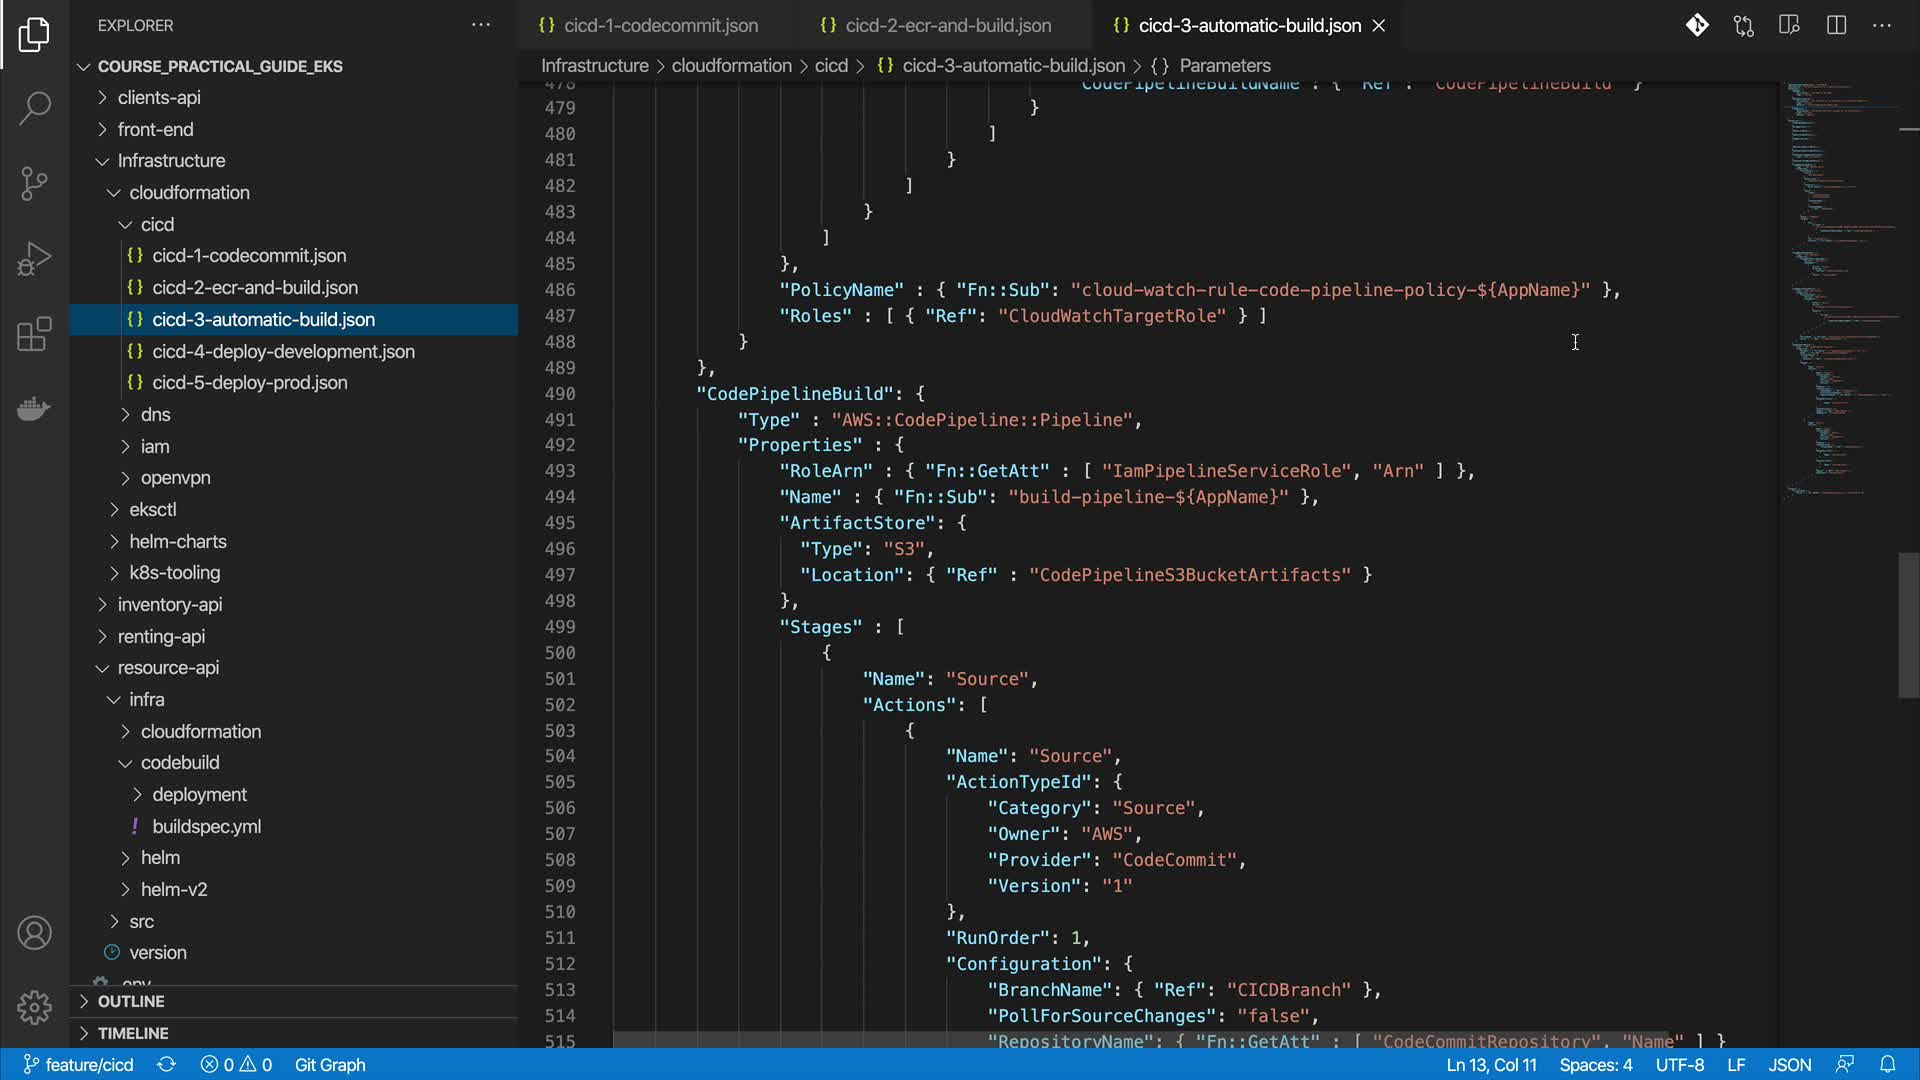 EXPLORER
COURSE_PRACTICAL_GUIDE_EKS
clients-api
front-end
Infrastructure
cloudformation
cicd
{} cicd-1-codecommit.json
{} cicd-2-ecr-and-build.json
{} cicd-3-automatic-build.json
{} cicd-4-deploy-development.json
{} cicd-5-deploy-prod.json
dns
iam
openvpn
eksctl
helm-charts
k8s-tooling
inventory-api
renting-api
resource-api
infra
cloudformation
codebuild
deployment
! buildspec.yml
helm
helm-v2
src
version
env
OUTLINE
TIMELINE
{} cicd-1-codecommit.json {} cicd-2-ecr-and-build.json {} cicd-3-automatic-build.json
Infrastructure > cloudformation > cicd > {} cicd-3-automatic-build.json > {} Parameters
478 "CodePipelineBuildName" : { "Ref" : "CodePipelineBuild" }
479 }
480 ]
481 }
482 ]
483 }
484 ]
485 },
486 "PolicyName" : { "Fn::Sub": "cloud-watch-rule-code-pipeline-policy-${AppName}" },
487 "Roles" : [ { "Ref": "CloudWatchTargetRole" } ]
488 }
489 },
490 "CodePipelineBuild": {
491 "Type" : "AWS::CodePipeline::Pipeline",
492 "Properties" : {
493 "RoleArn" : { "Fn::GetAtt" : [ "IamPipelineServiceRole", "Arn" ] },
494 "Name" : { "Fn::Sub": "build-pipeline-${AppName}" },
495 "ArtifactStore": {
496 "Type": "S3",
497 "Location": { "Ref" : "CodePipelineS3BucketArtifacts" }
498 },
499 "Stages" : [
500 {
501 "Name": "Source",
502 "Actions": [
503 {
504 "Name": "Source",
505 "ActionTypeId": {
506 "Category": "Source",
507 "Owner": "AWS",
508 "Provider": "CodeCommit",
509 "Version": "1"
510 },
511 "RunOrder": 1,
512 "Configuration": {
513 "BranchName": { "Ref": "CICDBranch" },
514 "PollForSourceChanges": "false",
515 "RepositoryName": { "Fn::GetAtt" : [ "CodeCommitRepository", "Name" ] }
feature/cicd 0 0 Git Graph Ln 13, Col 11 Spaces: 4 UTF-8 LF JSON